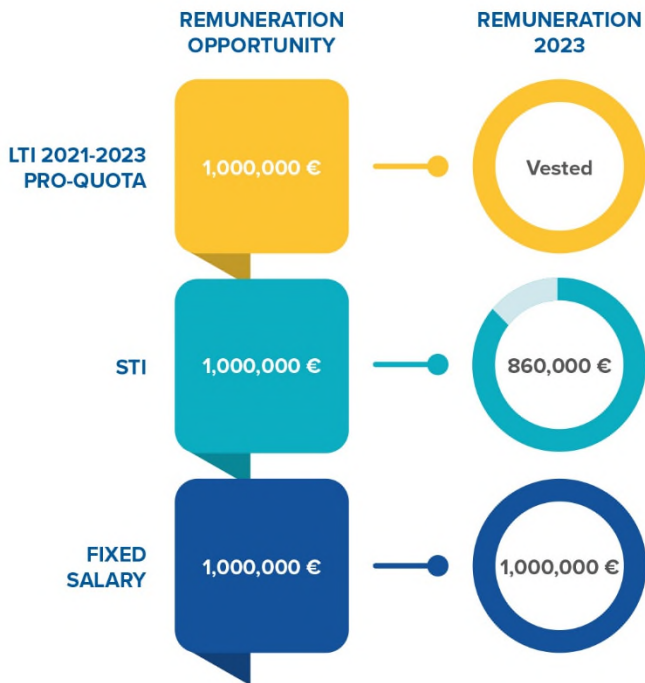 REMUNERATION
OPPORTUNITY
REMUNERATION
2023
LTI 2021-2023
PRO-QUOTA
1,000,000 €
Vested
STI
1,000,000 €
860,000 €
FIXED
SALARY
1,000,000 €
1,000,000 €